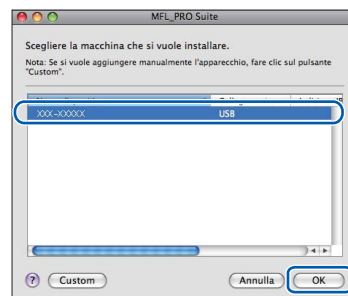 MFL_PRO Suite
Scegliere la macchina che si vuole installare.
Nota: Se si vuole aggiungere manualmente l'apparecchio, fare clic sul pulsante
"Custom".
XXX-XXXXX USB
? Custom Annulla OK